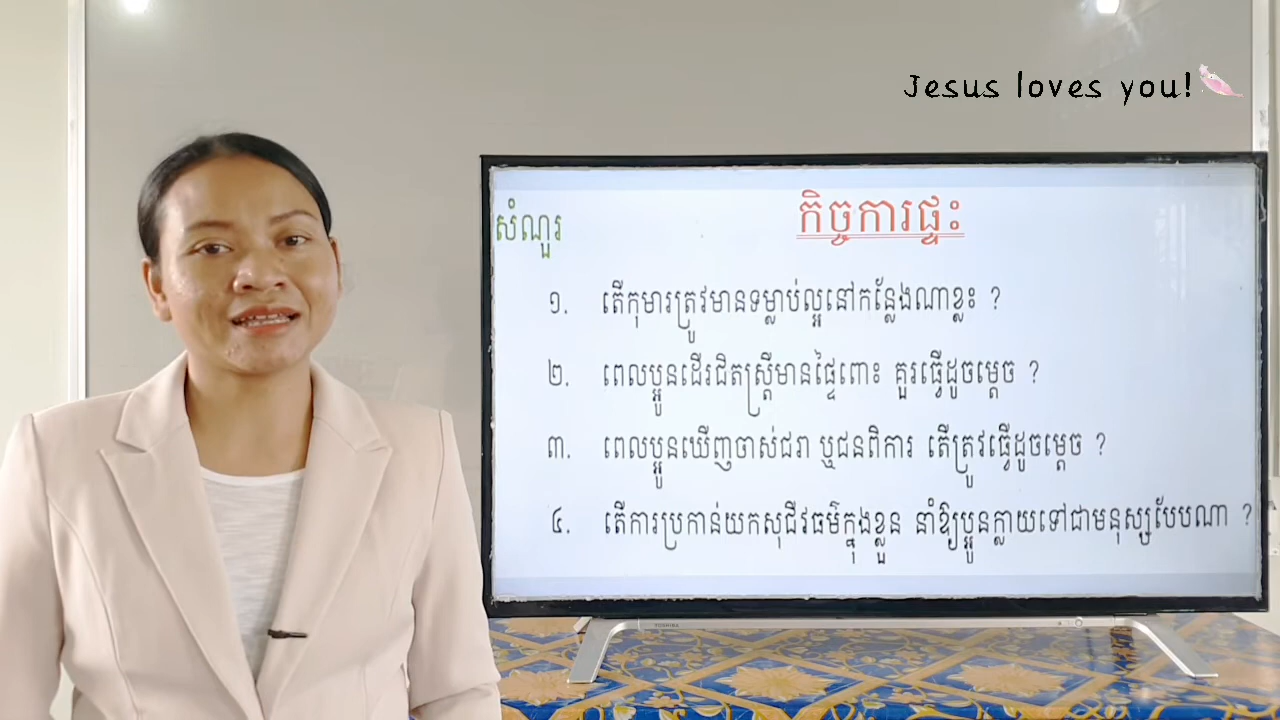 Jesus loves you!
កិច្ចការផ្ទះ
សំណួរ
១. តើកុមារត្រូវមានទម្លាប់ល្អនៅកន្លែងណាខ្លះ ?
២. ពេលប្អូនដើរជិតស្ត្រីមានផ្ទៃពោះ គួរធ្វើដូចម្តេច ?
៣. ពេលប្អូនឃើញចាស់ជរា ឬជនពិការ តើត្រូវធ្វើដូចម្តេច ?
៤. តើការប្រកាន់យកសុជីវធម៌ក្នុងខ្លួន នាំឱ្យប្អូនក្លាយទៅជាមនុស្សបែបណា ?
TOSHIBA